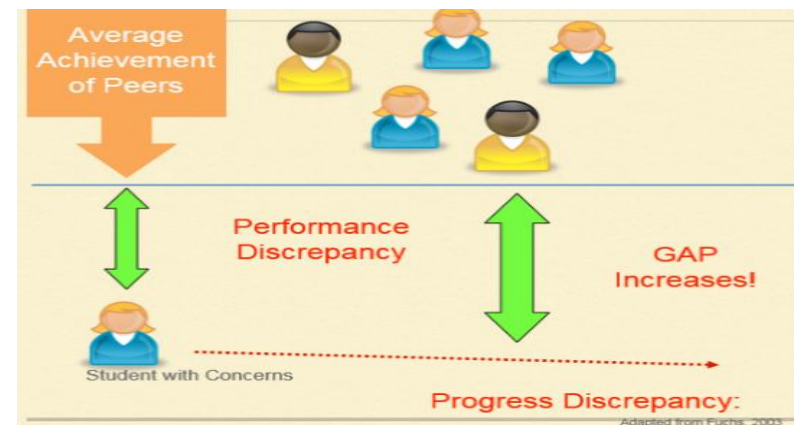 Average
Achievement
of Peers
Performance
Discrepancy
GAP
Increases!
Student with Concerns
Progress Discrepancy:
Adapted from Fuchs, 2003